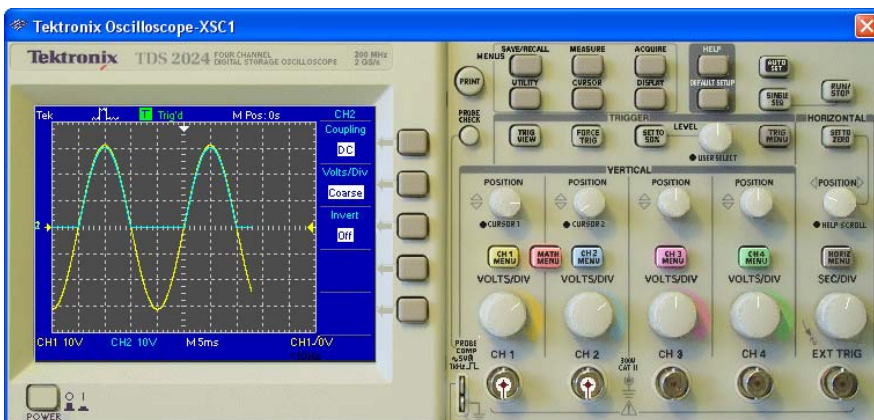 Tektronix Oscilloscope-XSC1
Tektronix TDS 2024 FOUR CHANNEL DIGITAL STORAGE OSCILLOSCOPE 200 MHz 2 GS/s
Tek T Trig'd M Pos: 0s CH2
Coupling
DC
Volts/Div
Coarse
Invert
Off
2
CH1 10V CH2 10V M 5ms CH1 0V
POWER
MENUS
SAVE/RECALL MEASURE ACQUIRE HELP
AUTO SET
PRINT
UTILITY CURSOR DISPLAY DEFAULT SETUP
SINGLE SEQ
RUN/STOP
PROBE CHECK
TRIGGER
HORIZONTAL
TRIG VIEW
FORCE TRIG
SET TO 50%
LEVEL
USER SELECT
TRIG MENU
SET TO ZERO
VERTICAL
POSITION POSITION POSITION POSITION POSITION
CURSOR 1 CURSOR 2 HELP SCROLL
CH 1 MENU
MATH MENU
CH 2 MENU
CH 3 MENU
CH 4 MENU
HORIZ MENU
VOLTS/DIV VOLTS/DIV VOLTS/DIV VOLTS/DIV SEC/DIV
PROBE COMP
~5V@
1kHz
CH 1 CH 2 CH 3 CH 4 EXT TRIG
300V
CAT II